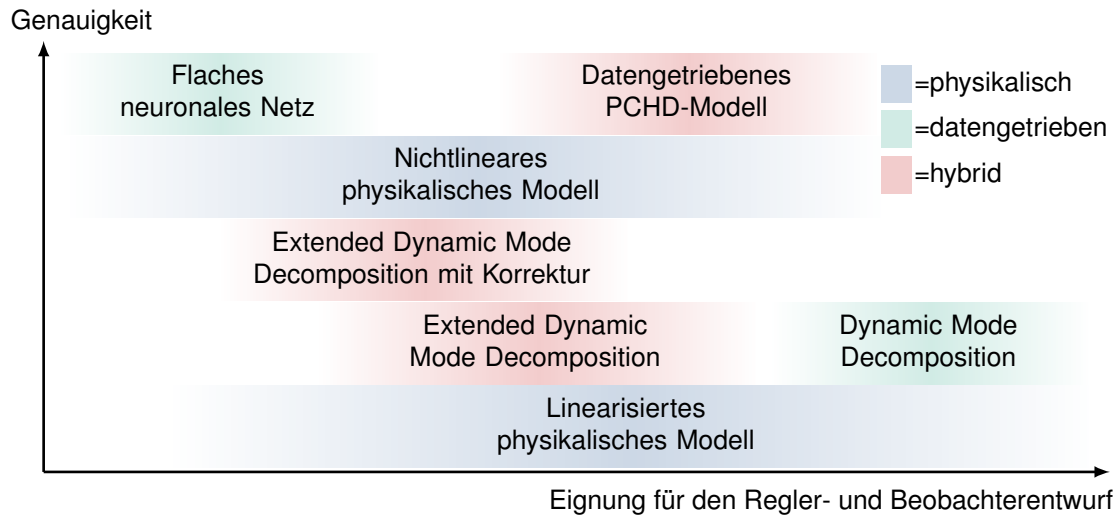 Genauigkeit
Flaches
neuronales Netz
Datengetriebenes
PCHD-Modell
=physikalisch
=datengetrieben
=hybrid
Nichtlineares
physikalisches Modell
Extended Dynamic Mode
Decomposition mit Korrektur
Extended Dynamic
Mode Decomposition
Dynamic Mode
Decomposition
Linearisiertes
physikalisches Modell
Eignung für den Regler- und Beobachterentwurf